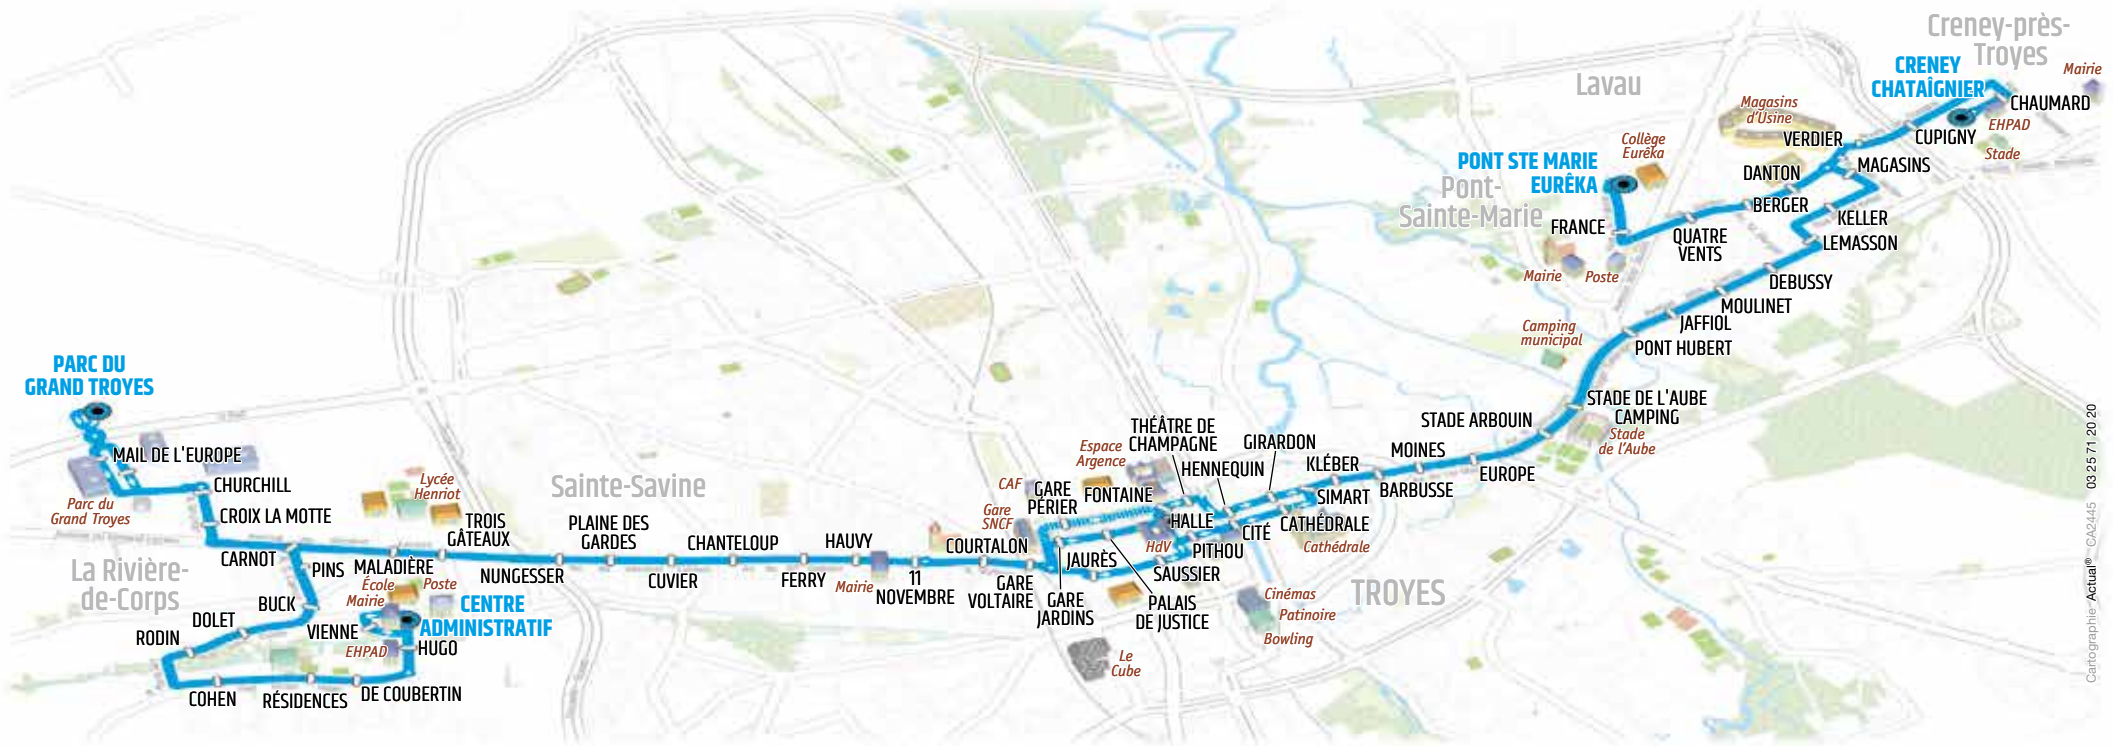 Creney-près-
Troyes
CRENEY
CHATAÎGNIER
Mairie
CHAUMARD
EHPAD
CUPIGNY
Stade
Lavau
Magasins
d'Usine
VERDIER
MAGASINS
Collège
Eurêka
PONT STE MARIE
EURÊKA
Pont-
Sainte-Marie
DANTON
BERGER
KELLER
FRANCE
QUATRE
VENTS
LEMASSON
Mairie
Poste
DEBUSSY
MOULINET
JAFFIOL
Camping
municipal
PONT HUBERT
PARC DU
GRAND TROYES
STADE DE L'AUBE
CAMPING
STADE ARBOUIN
Stade
de l'Aube
MAIL DE L'EUROPE
Parc du
Grand Troyes
CHURCHILL
CROIX LA MOTTE
Lycée
Henriot
TROIS
GÂTEAUX
Sainte-Savine
PLAINE DES
GARDES
CHANTELOUP
HAUVY
CARNOT
PINS
MALADIÈRE
NUNGESSER
CUVIER
FERRY
Mairie
11
NOVEMBRE
COURTALON
GARE
VOLTAIRE
CAF
Gare
SNCF
GARE
PÉRIER
Espace
Argence
FONTAINE
THÉÂTRE DE
CHAMPAGNE
HENNEQUIN
GIRARDON
KLÉBER
MOINES
EUROPE
BARBUSSE
SIMART
HALLE
CITÉ
CATHÉDRALE
Cathédrale
HdV
PITHOU
JAURÈS
SAUSSIER
GARE
JARDINS
PALAIS
DE JUSTICE
TROYES
Cinémas
Patinoire
Bowling
Le
Cube
La Rivière-
de-Corps
École
Mairie
Poste
CENTRE
ADMINISTRATIF
BUCK
DOLET
VIENNE
RODIN
EHPAD
HUGO
COHEN
RÉSIDENCES
DE COUBERTIN
Cartographie Actual® CA2445 03 25 71 20 20